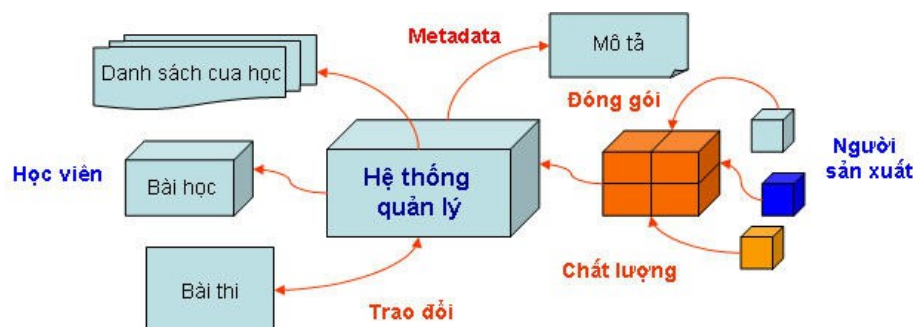 Metadata
Mô tả
Danh sách cua học
Đóng gói
Người
sản xuất
Học viên
Bài học
Hệ thống
quản lý
Chất lượng
Bài thi
Trao đổi